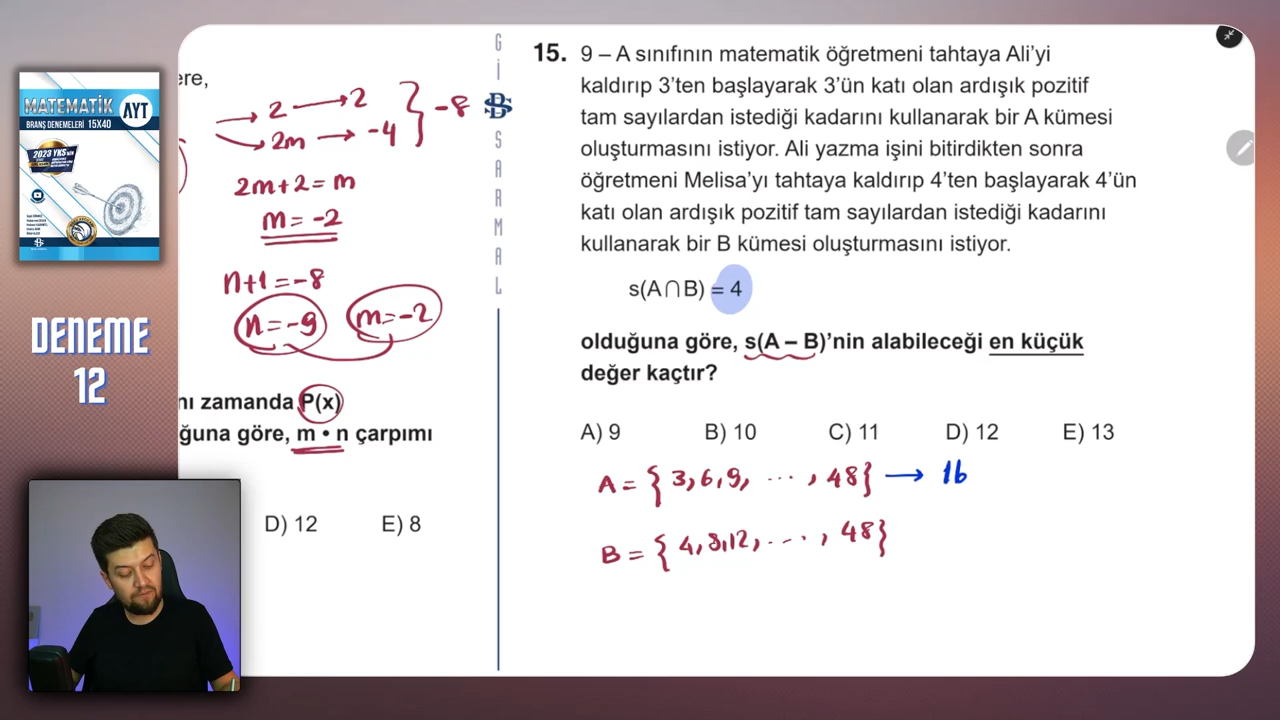 MATEMATİK AYT
BRANŞ DENEMELERİ 15X40
DENEME
12
ere,
2 → 2
2m → -4
} -8
2m+2 = m
m = -2
n+1 = -8
n = -9
m = -2
nı zamanda P(x)
ğuna göre, m • n çarpımı
D) 12 E) 8
G
İ
S
A
R
M
A
L
15. 9 – A sınıfının matematik öğretmeni tahtaya Ali'yi
kaldırıp 3'ten başlayarak 3'ün katı olan ardışık pozitif
tam sayılardan istediği kadarını kullanarak bir A kümesi
oluşturmasını istiyor. Ali yazma işini bitirdikten sonra
öğretmeni Melisa'yı tahtaya kaldırıp 4'ten başlayarak 4'ün
katı olan ardışık pozitif tam sayılardan istediği kadarını
kullanarak bir B kümesi oluşturmasını istiyor.
s(A∩B) = 4
olduğuna göre, s(A – B)'nin alabileceği en küçük
değer kaçtır?
A) 9 B) 10 C) 11 D) 12 E) 13
A = {3,6,9, ... , 48} → 16
B = {4,8,12, ... , 48}